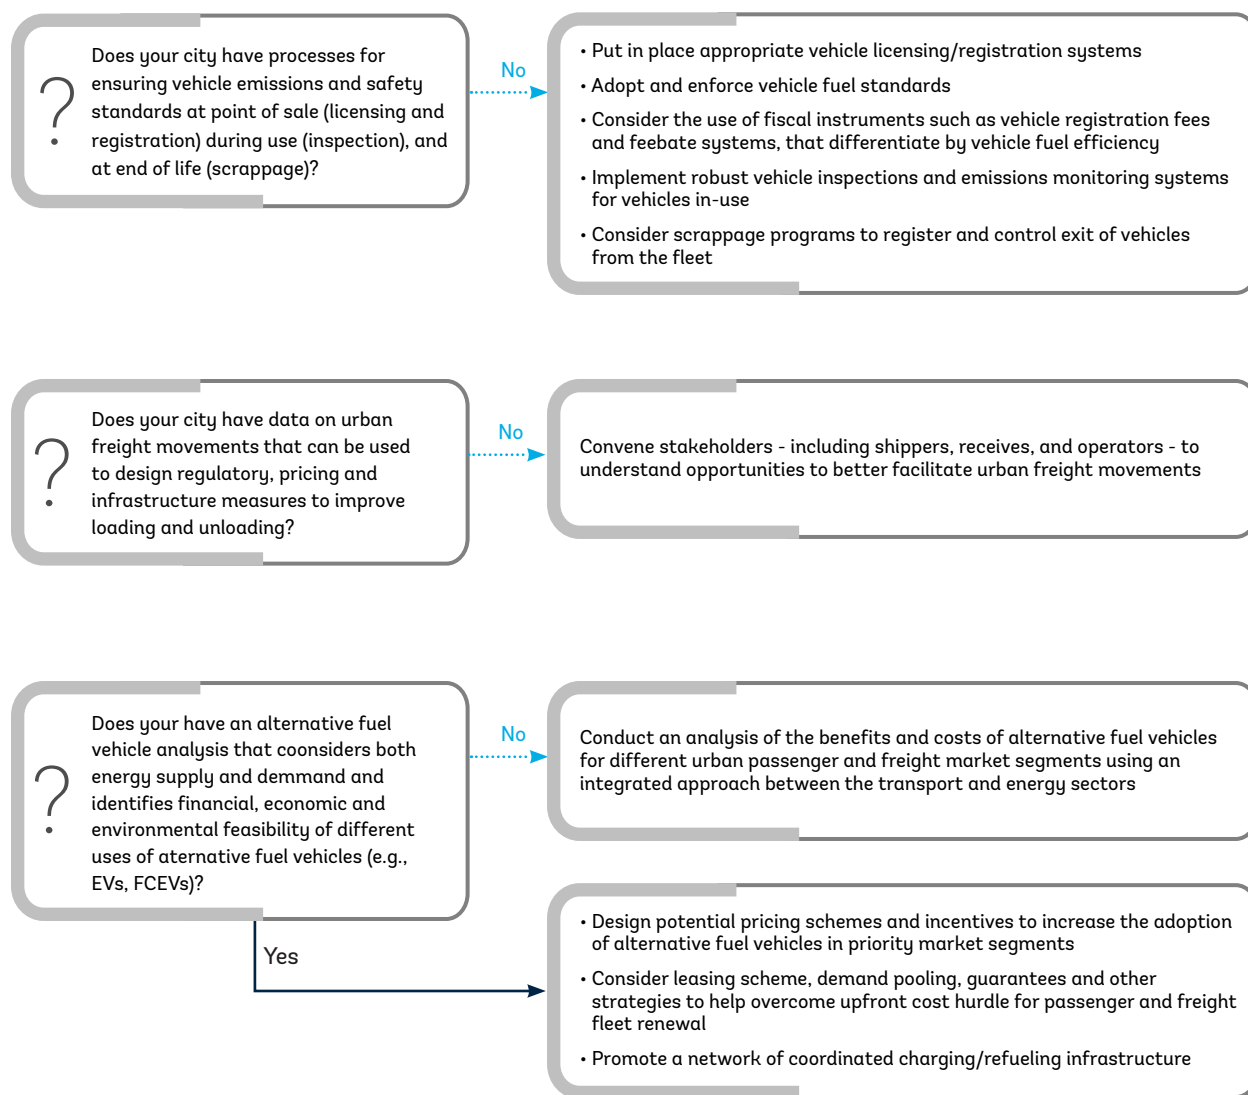 ?
Does your city have processes for
ensuring vehicle emissions and safety
standards at point of sale (licensing and
registration) during use (inspection), and
at end of life (scrappage)?
No
• Put in place appropriate vehicle licensing/registration systems
• Adopt and enforce vehicle fuel standards
• Consider the use of fiscal instruments such as vehicle registration fees
and feebate systems, that differentiate by vehicle fuel efficiency
• Implement robust vehicle inspections and emissions monitoring systems
for vehicles in-use
• Consider scrappage programs to register and control exit of vehicles
from the fleet
?
Does your city have data on urban
freight movements that can be used
to design regulatory, pricing and
infrastructure measures to improve
loading and unloading?
No
Convene stakeholders - including shippers, receives, and operators - to
understand opportunities to better facilitate urban freight movements
?
Does your have an alternative fuel
vehicle analysis that coonsiders both
energy supply and demmand and
identifies financial, economic and
environmental feasibility of different
uses of aternative fuel vehicles (e.g.,
EVs, FCEVs)?
No
Conduct an analysis of the benefits and costs of alternative fuel vehicles
for different urban passenger and freight market segments using an
integrated approach between the transport and energy sectors
Yes
• Design potential pricing schemes and incentives to increase the adoption
of alternative fuel vehicles in priority market segments
• Consider leasing scheme, demand pooling, guarantees and other
strategies to help overcome upfront cost hurdle for passenger and freight
fleet renewal
• Promote a network of coordinated charging/refueling infrastructure